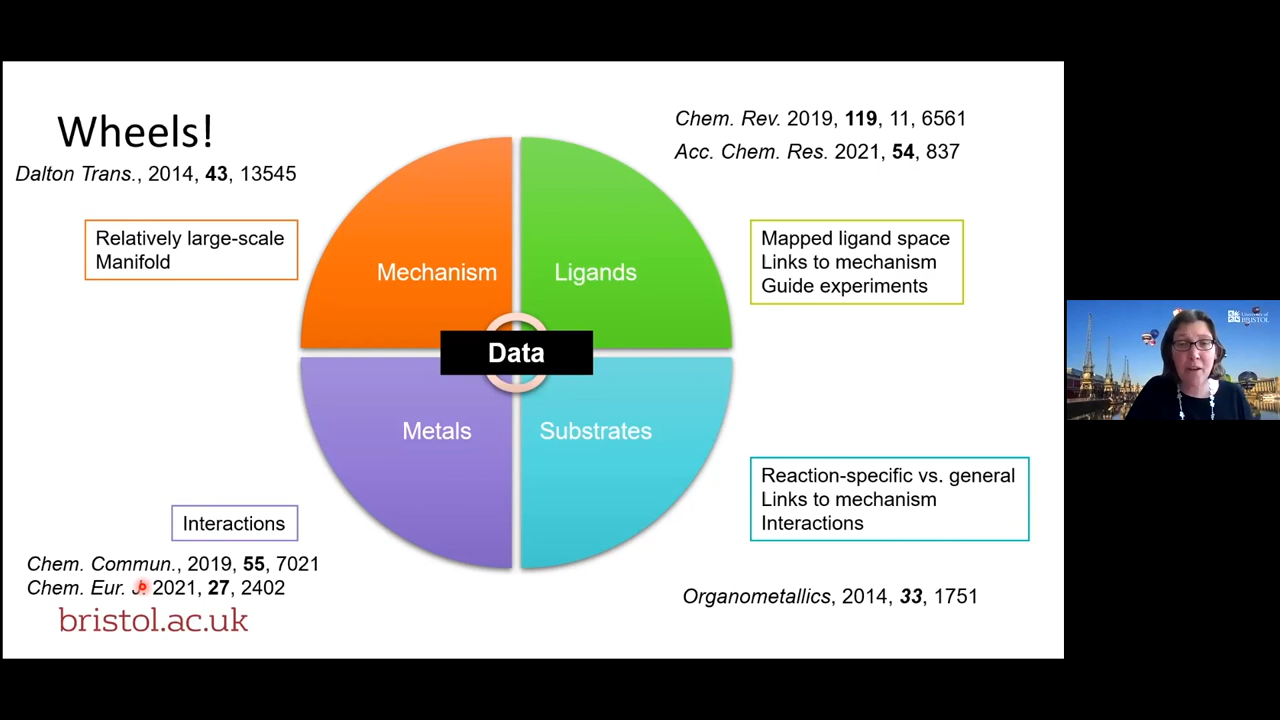 Wheels!
Dalton Trans., 2014, 43, 13545
Chem. Rev. 2019, 119, 11, 6561
Acc. Chem. Res. 2021, 54, 837
Relatively large-scale
Manifold
Mechanism
Ligands
Mapped ligand space
Links to mechanism
Guide experiments
Data
Metals
Substrates
Interactions
Reaction-specific vs. general
Links to mechanism
Interactions
Chem. Commun., 2019, 55, 7021
Chem. Eur. J. 2021, 27, 2402
Organometallics, 2014, 33, 1751
bristol.ac.uk
University of
BRISTOL